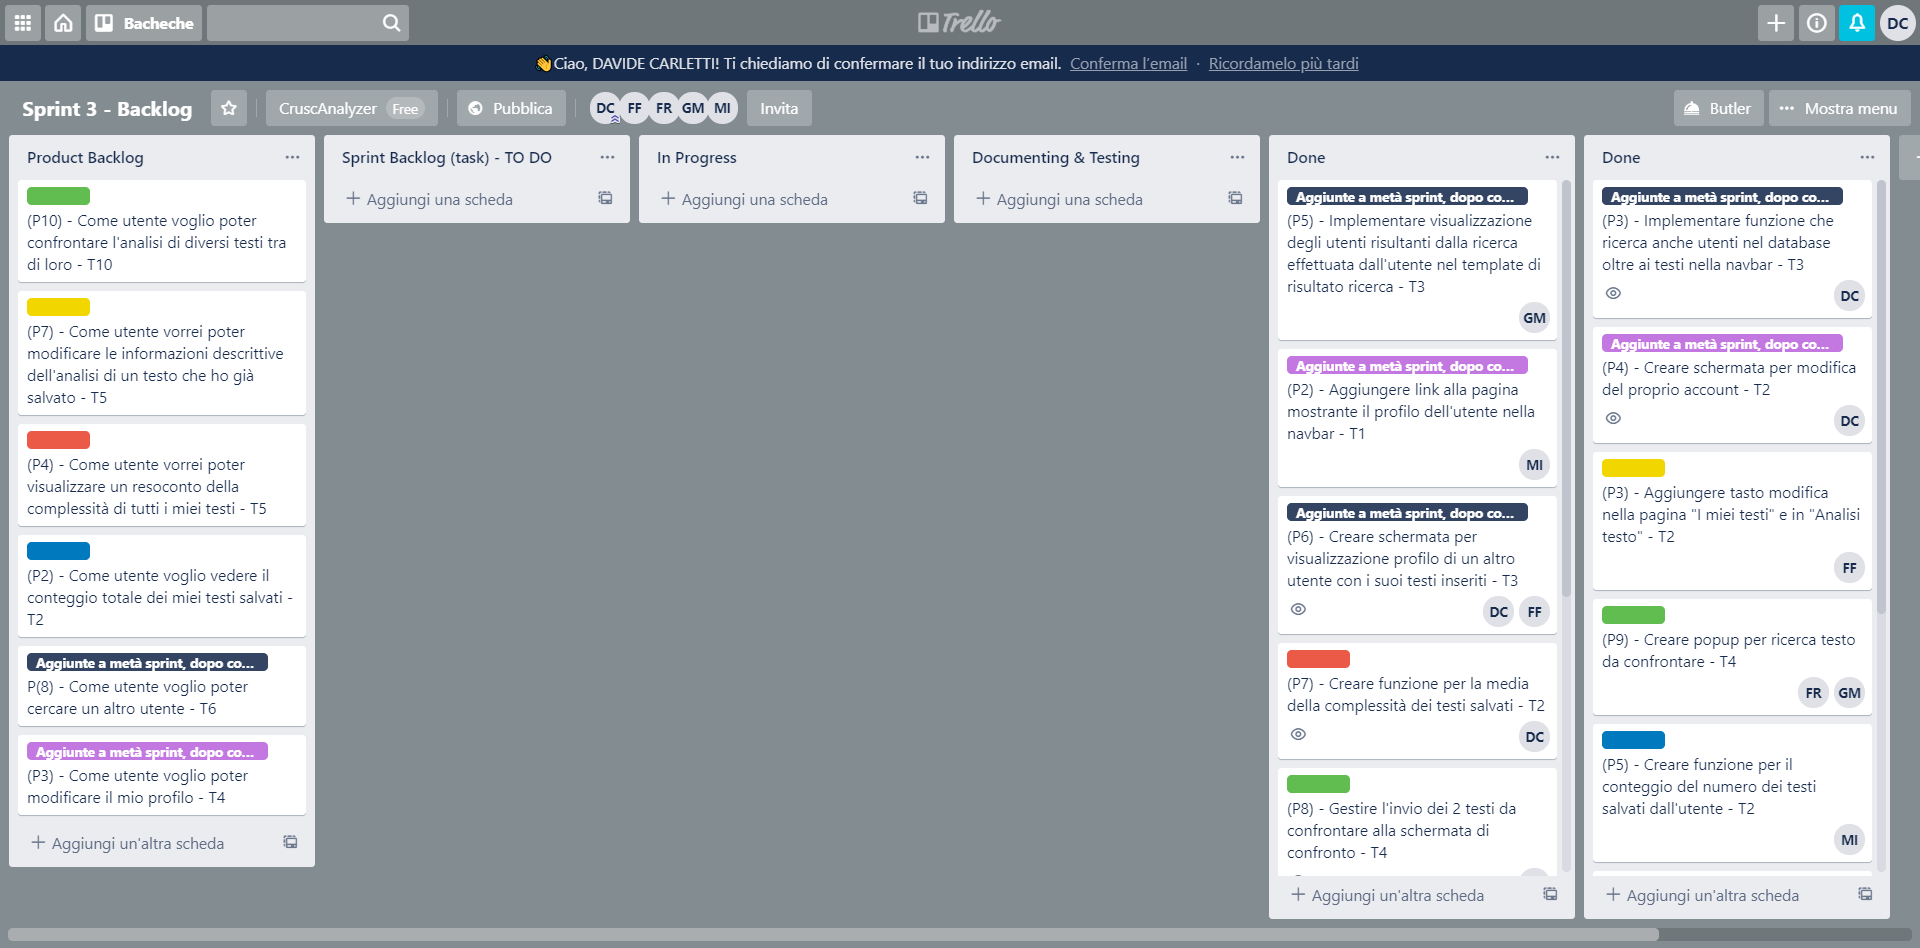 Bacheche
Trello
DC
👋Ciao, DAVIDE CARLETTI! Ti chiediamo di confermare il tuo indirizzo email. Conferma l'email · Ricordamelo più tardi
Sprint 3 - Backlog
CruscAnalyzer Free
Pubblica
DC FF FR GM MI
Invita
Butler
Mostra menu
Product Backlog
(P10) - Come utente voglio poter
confrontare l'analisi di diversi testi tra
di loro - T10
(P7) - Come utente vorrei poter
modificare le informazioni descrittive
dell'analisi di un testo che ho già
salvato - T5
(P4) - Come utente vorrei poter
visualizzare un resoconto della
complessità di tutti i miei testi - T5
(P2) - Come utente voglio vedere il
conteggio totale dei miei testi salvati -
T2
Aggiunte a metà sprint, dopo co...
P(8) - Come utente voglio poter
cercare un altro utente - T6
Aggiunte a metà sprint, dopo co...
(P3) - Come utente voglio poter
modificare il mio profilo - T4
Aggiungi un'altra scheda
Sprint Backlog (task) - TO DO
Aggiungi una scheda
In Progress
Aggiungi una scheda
Documenting & Testing
Aggiungi una scheda
Done
Aggiunte a metà sprint, dopo co...
(P5) - Implementare visualizzazione
degli utenti risultanti dalla ricerca
effettuata dall'utente nel template di
risultato ricerca - T3
GM
Aggiunte a metà sprint, dopo co...
(P2) - Aggiungere link alla pagina
mostrante il profilo dell'utente nella
navbar - T1
MI
Aggiunte a metà sprint, dopo co...
(P6) - Creare schermata per
visualizzazione profilo di un altro
utente con i suoi testi inseriti - T3
DC FF
(P7) - Creare funzione per la media
della complessità dei testi salvati - T2
DC
(P8) - Gestire l'invio dei 2 testi da
confrontare alla schermata di
confronto - T4
Aggiungi un'altra scheda
Done
Aggiunte a metà sprint, dopo co...
(P3) - Implementare funzione che
ricerca anche utenti nel database
oltre ai testi nella navbar - T3
DC
Aggiunte a metà sprint, dopo co...
(P4) - Creare schermata per modifica
del proprio account - T2
DC
(P3) - Aggiungere tasto modifica
nella pagina "I miei testi" e in "Analisi
testo" - T2
FF
(P9) - Creare popup per ricerca testo
da confrontare - T4
FR GM
(P5) - Creare funzione per il
conteggio del numero dei testi
salvati dall'utente - T2
MI
Aggiungi un'altra scheda